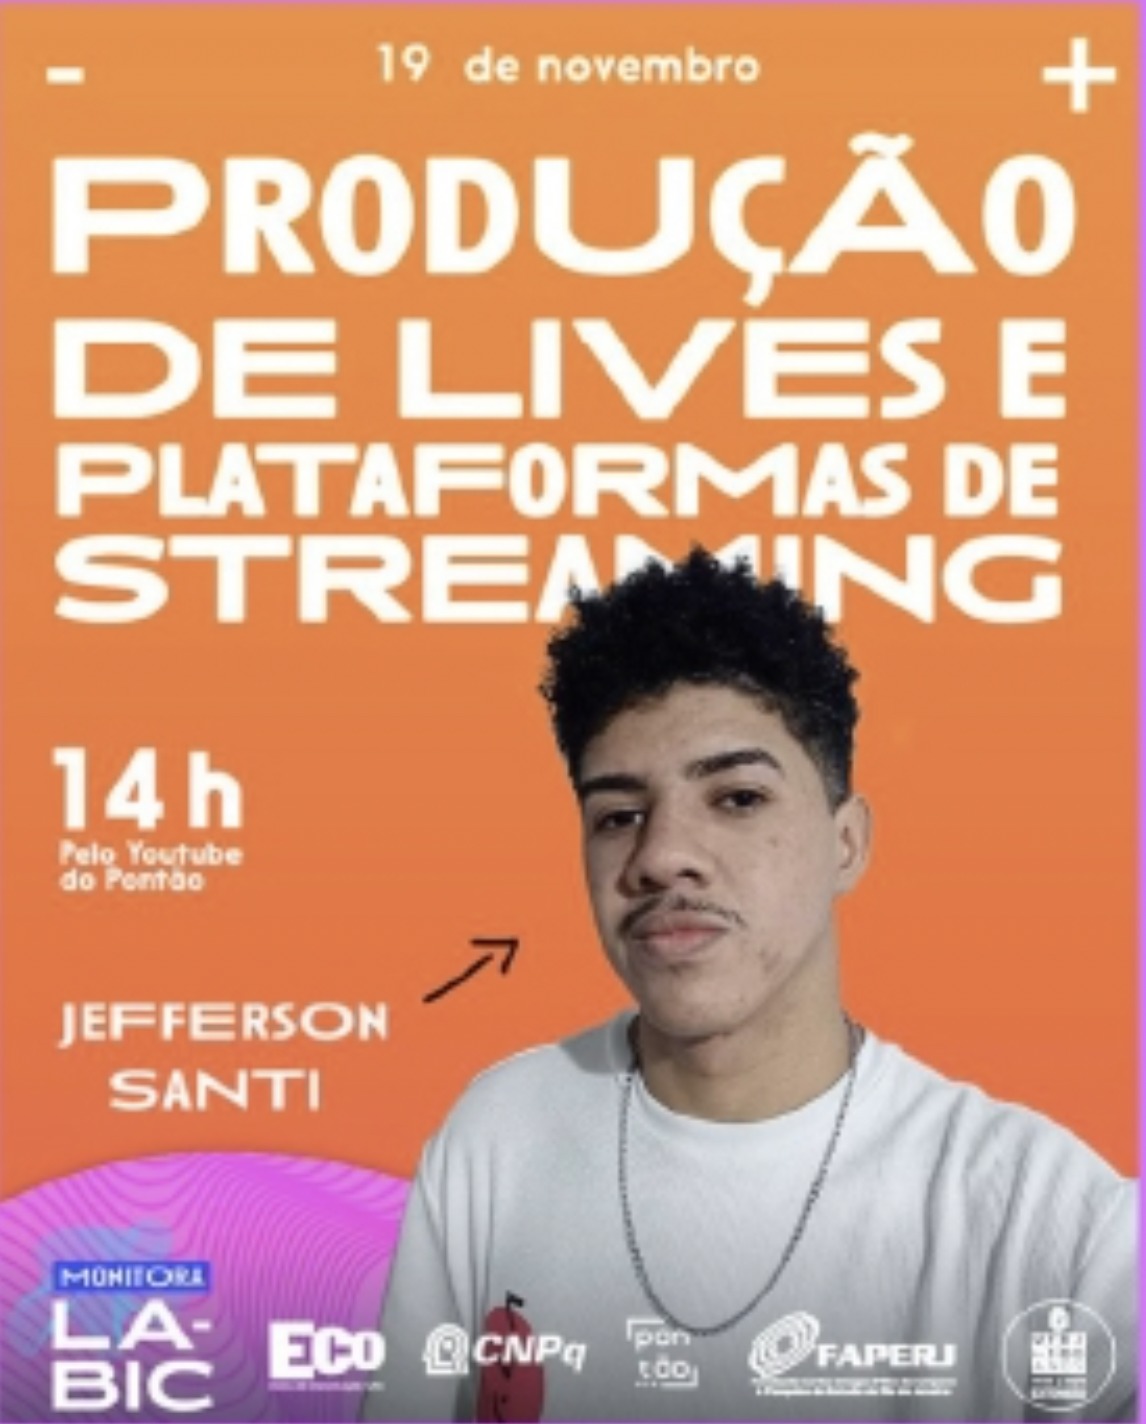 19 de novembro
- +
PRODUÇÃO
DE LIVES E
PLATAFORMAS DE
STREAMING
14h
Pelo Youtube
do Pontão
JEFFERSON
SANTI
MONITORA
LA-
BIC
ECO
CNPq
pon
tão
FAPERJ